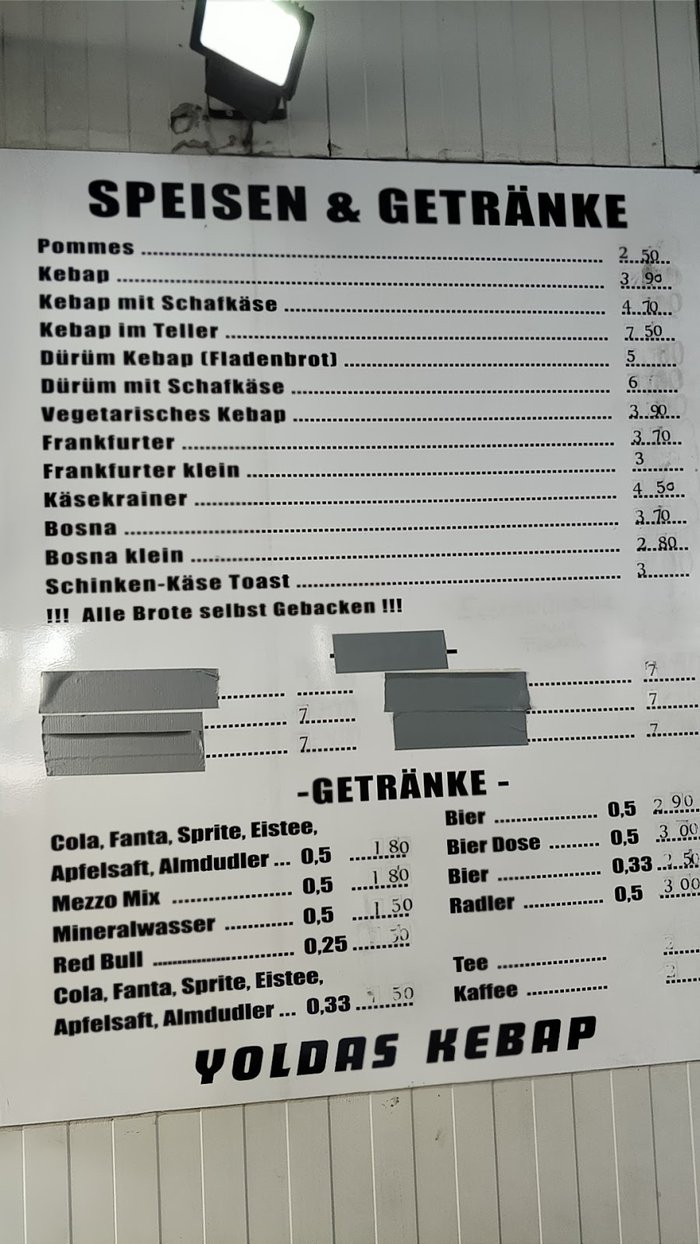 SPEISEN & GETRÄNKE
Pommes ........ 2 50
Kebap ........ 3 90
Kebap mit Schafkäse ........ 4 70
Kebap im Teller ........ 7 50
Dürüm Kebap (Fladenbrot) ........ 5
Dürüm mit Schafkäse ........ 6
Vegetarisches Kebap ........ 3 90
Frankfurter ........ 3 70
Frankfurter klein ........ 3
Käsekrainer ........ 4 50
Bosna ........ 3 70
Bosna klein ........ 2 80
Schinken-Käse Toast ........ 3
!!! Alle Brote selbst Gebacken !!!
7
7
7
7
7
-GETRÄNKE -
Cola, Fanta, Sprite, Eistee,
Apfelsaft, Almdudler ... 0,5 ........ 1 80
Mezzo Mix ........ 0,5 ........ 1 80
Mineralwasser ........ 0,5 ........ 1 50
Red Bull ........ 0,25 ........ 50
Cola, Fanta, Sprite, Eistee,
Apfelsaft, Almdudler ... 0,33 ........ 50
Bier ........ 0,5 2 90
Bier Dose ........ 0,5 3 00
Bier ........ 0,33 2 50
Radler ........ 0,5 3 00
Tee ........ 2
Kaffee ........ 2
YOLDAS KEBAP